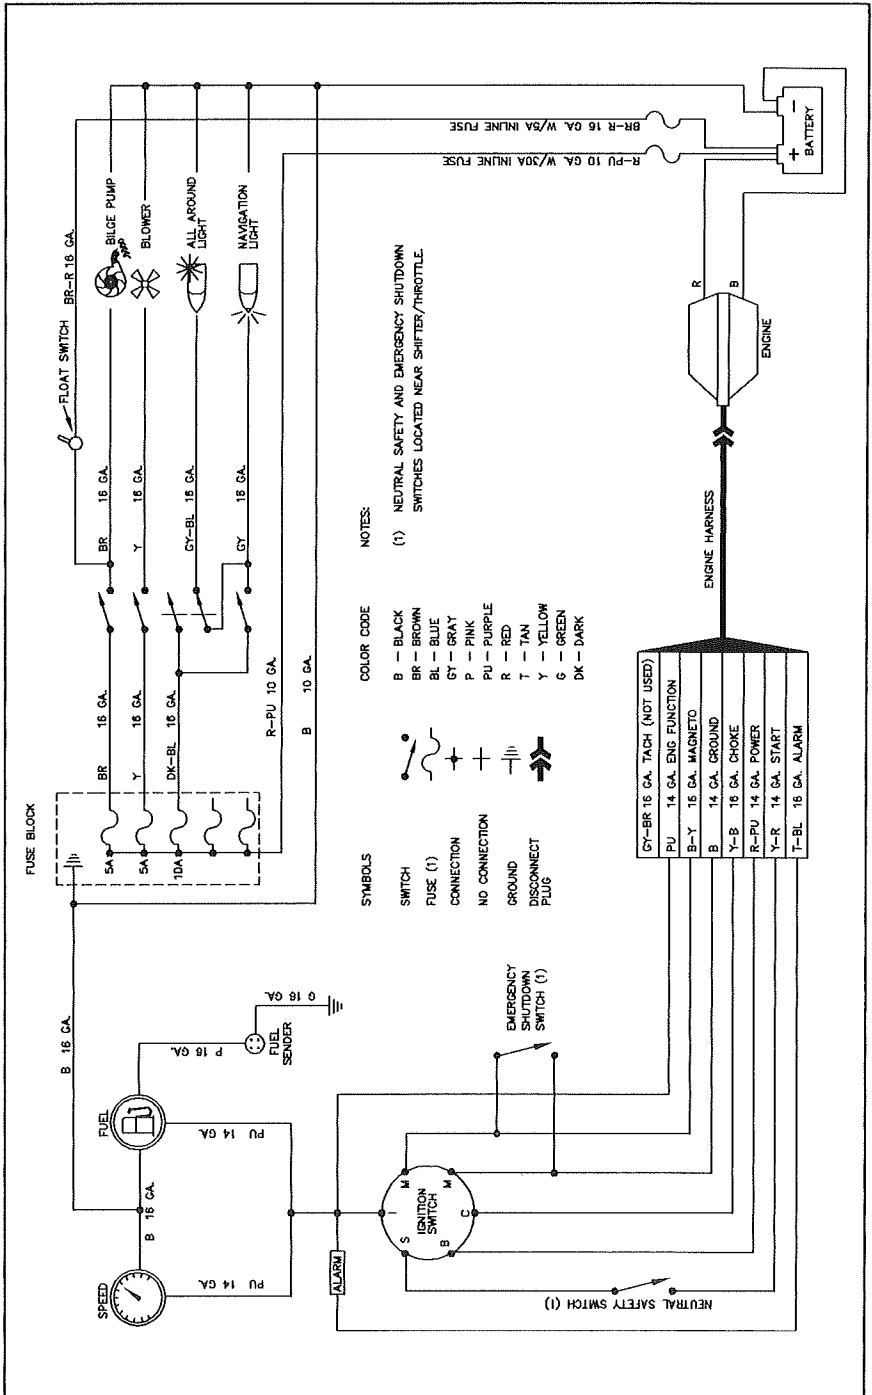 FUSE BLOCK
5A
5A
10A
B 16 GA.
BR 16 GA.
Y 16 GA.
DK-BL 16 GA.
R-PU 10 GA.
B 10 GA.
BR 16 GA.
Y 16 GA.
GY-BL 16 GA.
GY 16 GA.
FLOAT SWITCH
BR-R 16 GA.
BILGE PUMP
BLOWER
ALL AROUND
LIGHT
NAVIGATION
LIGHT
BR-R 16 GA. W/5A INLINE FUSE
R-PU 10 GA. W/30A INLINE FUSE
+
-
BATTERY
SPEED
FUEL
B 16 GA.
PU 14 GA.
PU 14 GA.
P 16 GA.
G 16 GA.
FUEL
SENDER
SYMBOLS
SWITCH
FUSE (1)
CONNECTION
NO CONNECTION
GROUND
DISCONNECT
PLUG
COLOR CODE
B - BLACK
BR - BROWN
BL - BLUE
GY - GRAY
P - PINK
PU - PURPLE
R - RED
T - TAN
Y - YELLOW
G - GREEN
DK - DARK
NOTES:
(1) NEUTRAL SAFETY AND EMERGENCY SHUTDOWN
SWITCHES LOCATED NEAR SHIFTER/THROTTLE.
ALARM
IGNITION
SWITCH
I
S
M
B
M
C
EMERGENCY
SHUTDOWN
SWITCH (1)
NEUTRAL SAFETY SWITCH (1)
GY-BR 16 GA. TACH (NOT USED)
PU 14 GA. ENG FUNCTION
B-Y 16 GA. MAGNETO
B 14 GA. GROUND
Y-B 16 GA. CHOKE
R-PU 14 GA. POWER
Y-R 14 GA. START
T-BL 16 GA. ALARM
ENGINE HARNESS
ENGINE
R
B